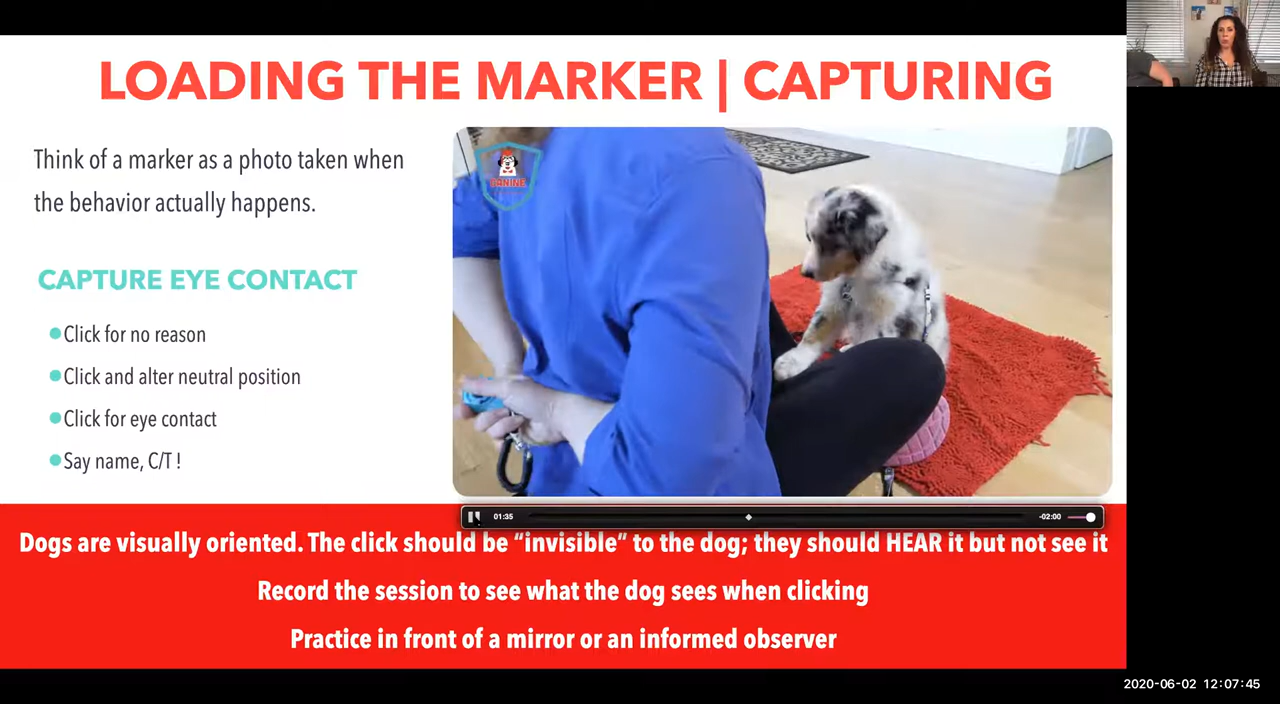 LOADING THE MARKER | CAPTURING
Think of a marker as a photo taken when
the behavior actually happens.
CAPTURE EYE CONTACT
Click for no reason
Click and alter neutral position
Click for eye contact
Say name, C/T !
CANINE
01:35
-02:00
Dogs are visually oriented. The click should be “invisible” to the dog; they should HEAR it but not see it
Record the session to see what the dog sees when clicking
Practice in front of a mirror or an informed observer
2020-06-02 12:07:45